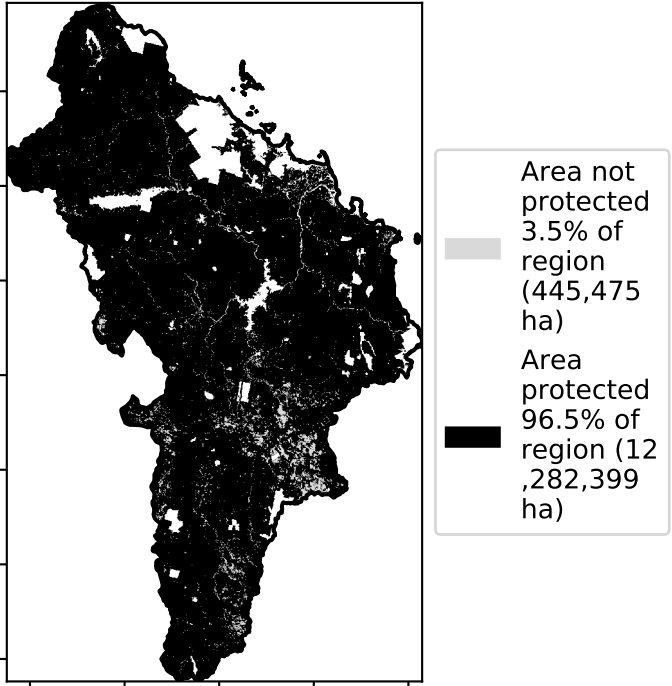 Area not
protected
3.5% of
region
(445,475
ha)
Area
protected
96.5% of
region (12
,282,399
ha)